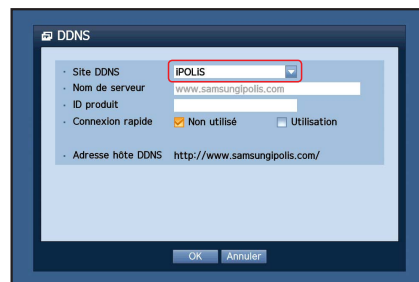 DDNS
Site DDNS iPOLiS
Nom de serveur www.samsungipolis.com
ID produit
Connexion rapide Non utilisé Utilisation
Adresse hôte DDNS http://www.samsungipolis.com/
OK Annuler